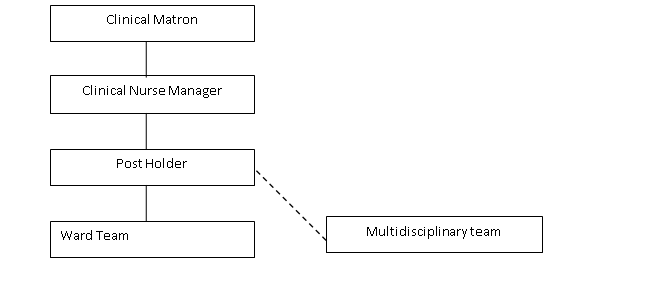 Clinical Matron
Clinical Nurse Manager
Post Holder
Ward Team
Multidisciplinary team